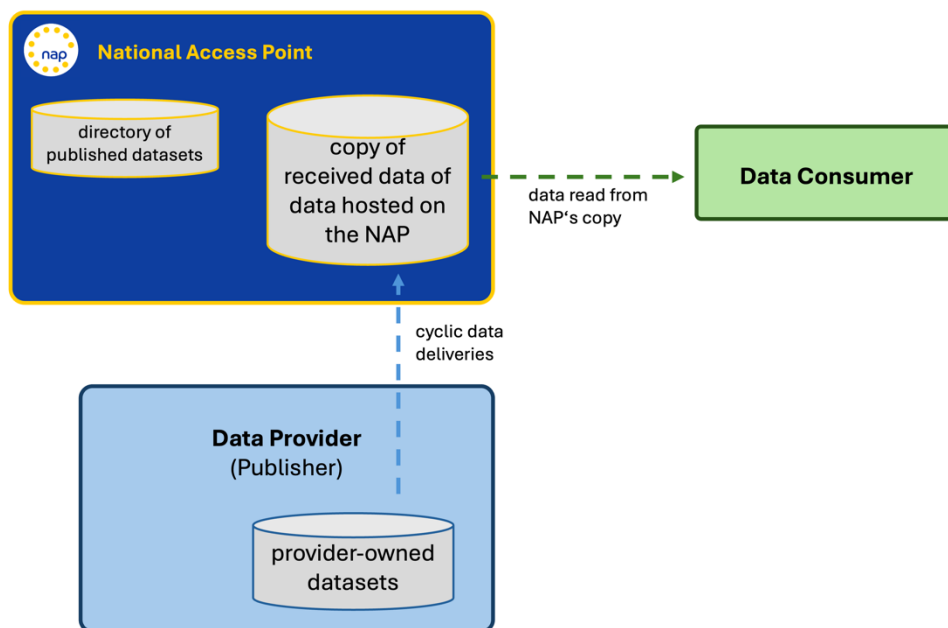 nap
National Access Point
directory of
published datasets
copy of
received data of
data hosted on
the NAP
data read from
NAP‘s copy
Data Consumer
cyclic data
deliveries
Data Provider
(Publisher)
provider-owned
datasets